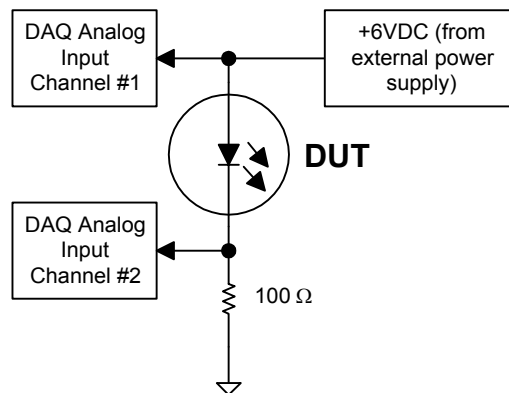 DAQ Analog
Input
Channel #1
+6VDC (from
external power
supply)
DUT
DAQ Analog
Input
Channel #2
100 Ω